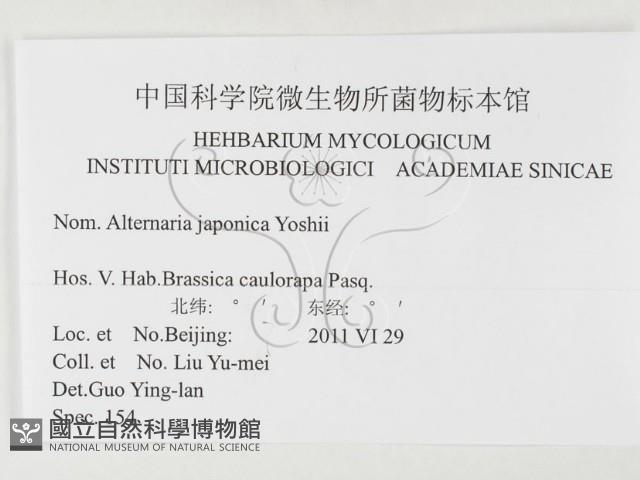 中国科学院微生物所菌物标本馆
HEHBARIUM MYCOLOGICUM
INSTITUTI MICROBIOLOGICI ACADEMIAE SINICAE
Nom. Alternaria japonica Yoshii
Hos. V. Hab.Brassica caulorapa Pasq.
北纬: ° ′ 东经: ° ′
Loc. et No.Beijing: 2011 VI 29
Coll. et No. Liu Yu-mei
Det.Guo Ying-lan
Spec. 154
國立自然科學博物館
NATIONAL MUSEUM OF NATURAL SCIENCE